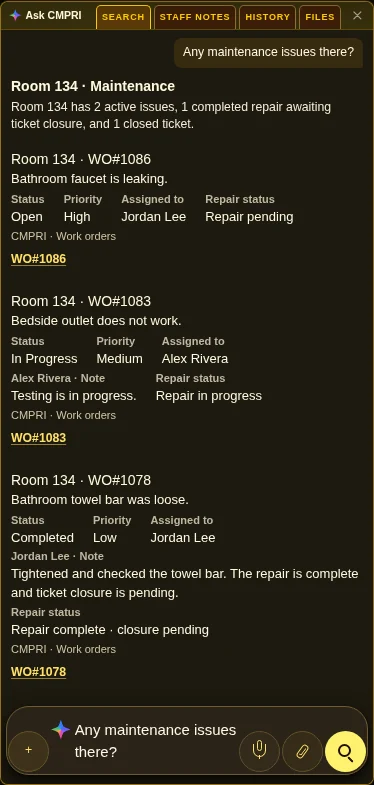 Ask CMPRI SEARCH STAFF NOTES HISTORY FILES ×
Any maintenance issues there?
Room 134 · Maintenance
Room 134 has 2 active issues, 1 completed repair awaiting
ticket closure, and 1 closed ticket.
Room 134 · WO#1086
Bathroom faucet is leaking.
Status Priority Assigned to Repair status
Open High Jordan Lee Repair pending
CMPRI · Work orders
WO#1086
Room 134 · WO#1083
Bedside outlet does not work.
Status Priority Assigned to
In Progress Medium Alex Rivera
Alex Rivera · Note Repair status
Testing is in progress. Repair in progress
CMPRI · Work orders
WO#1083
Room 134 · WO#1078
Bathroom towel bar was loose.
Status Priority Assigned to
Completed Low Jordan Lee
Jordan Lee · Note
Tightened and checked the towel bar. The repair is complete
and ticket closure is pending.
Repair status
Repair complete · closure pending
CMPRI · Work orders
WO#1078
Any maintenance issues
there?
+